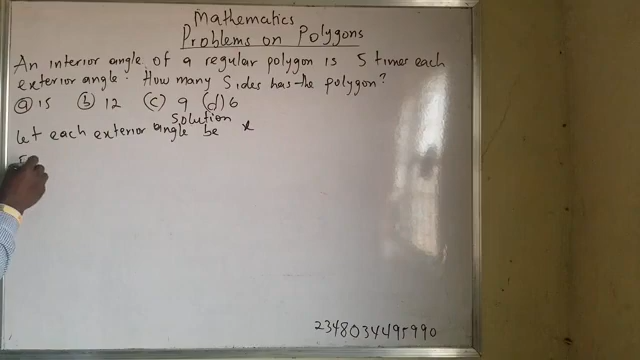 Mathematics
Problems on Polygons
An interior angle of a regular polygon is 5 times each
exterior angle. How many Sides has the polygon?
(a) 15 (b) 12 (c) 9 (d) 6
Solution
Let each exterior angle be x
5
2348034495990